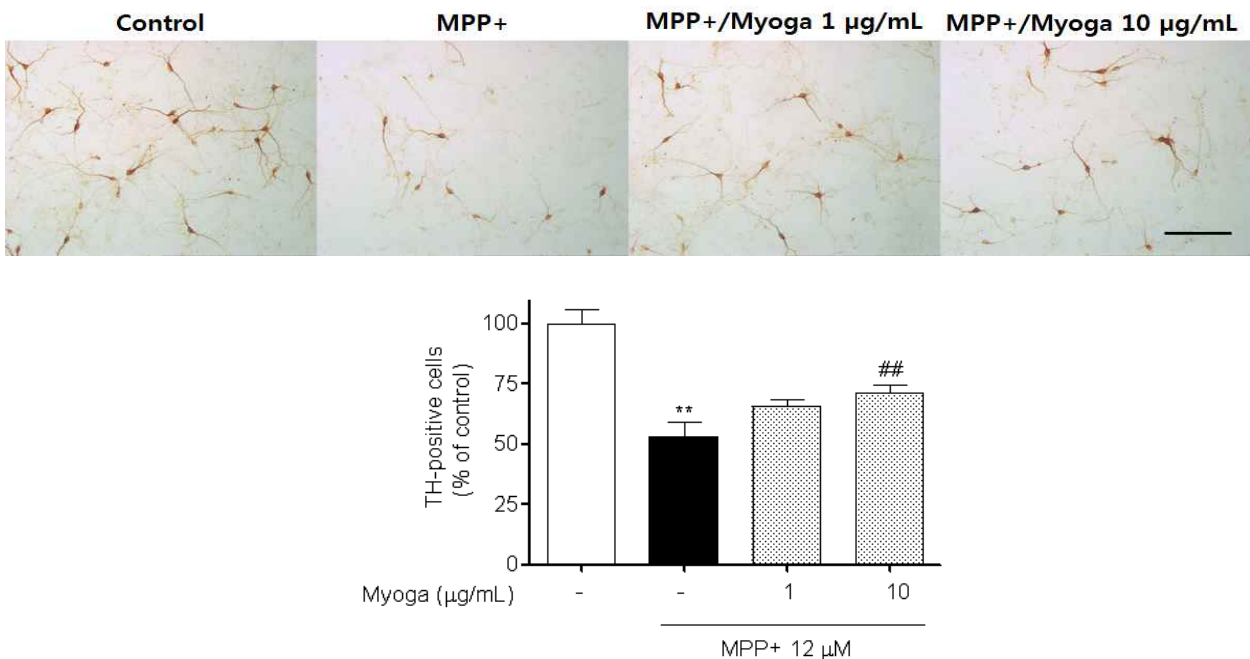 Control MPP+ MPP+/Myoga 1 μg/mL MPP+/Myoga 10 μg/mL
TH-positive cells
(% of control)
100
75
50
25
0
**
##
Myoga (μg/mL) - - 1 10
MPP+ 12 μM